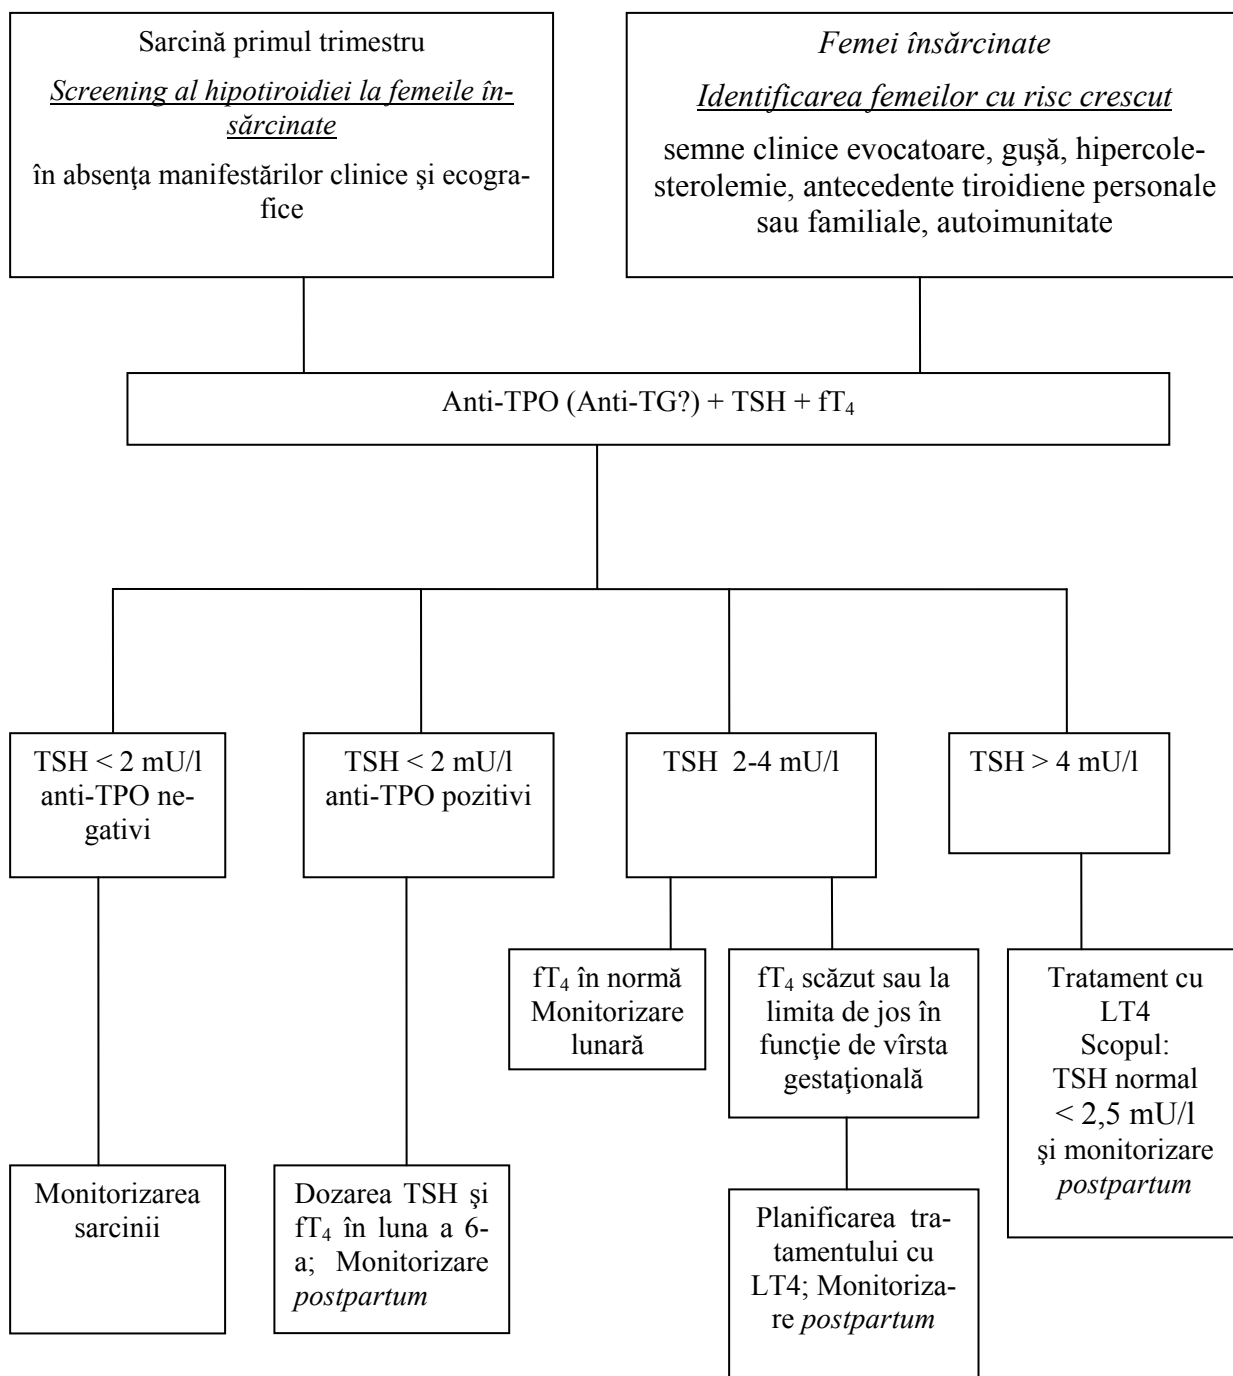 Sarcină primul trimestru
Screening al hipotiroidiei la femeile în-
sărcinate
în absenţa manifestărilor clinice şi ecogra-
fice
Femei însărcinate
Identificarea femeilor cu risc crescut
semne clinice evocatoare, guşă, hipercole-
sterolemie, antecedente tiroidiene personale
sau familiale, autoimunitate
Anti-TPO (Anti-TG?) + TSH + fT₄
TSH < 2 mU/l
anti-TPO ne-
gativi
TSH < 2 mU/l
anti-TPO pozitivi
TSH 2-4 mU/l
TSH > 4 mU/l
fT₄ în normă
Monitorizare
lunară
fT₄ scăzut sau la
limita de jos în
funcţie de vîrsta
gestaţională
Tratament cu
LT4
Scopul:
TSH normal
< 2,5 mU/l
şi monitorizare
postpartum
Monitorizarea
sarcinii
Dozarea TSH şi
fT₄ în luna a 6-
a; Monitorizare
postpartum
Planificarea tra-
tamentului cu
LT4; Monitoriza-
re postpartum